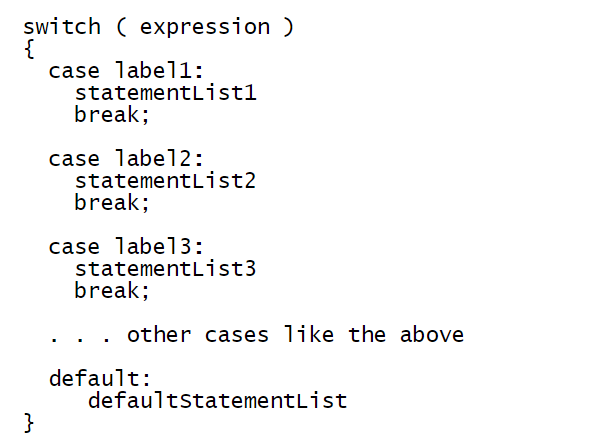 switch ( expression )
{
case label1:
statementList1
break;
case label2:
statementList2
break;
case label3:
statementList3
break;
. . . other cases like the above
default:
defaultStatementList
}